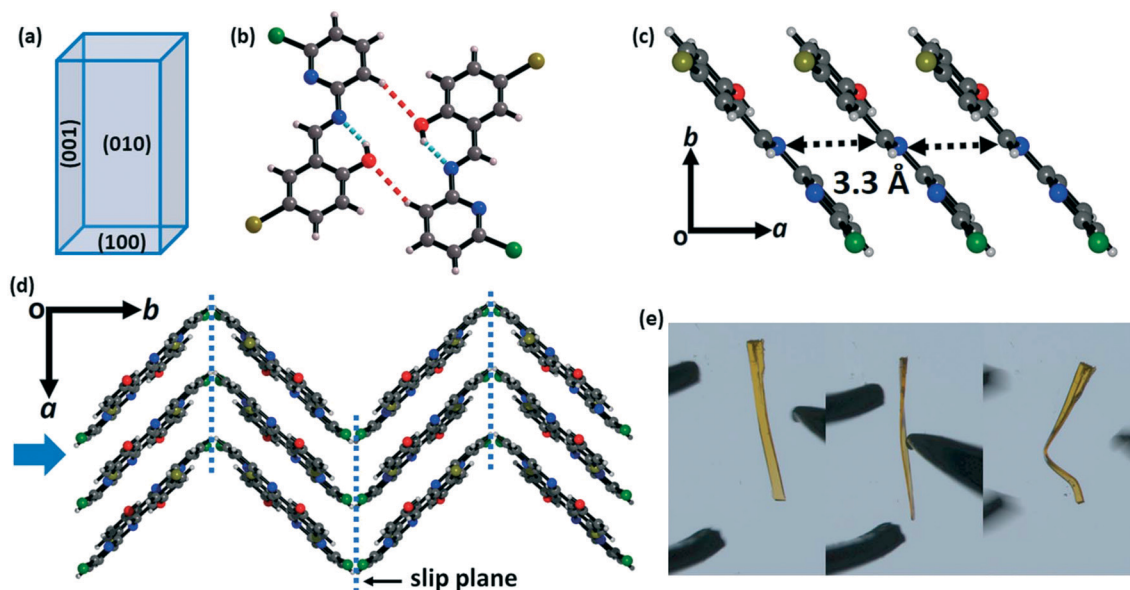 (a)
(001)
(010)
(100)
(b)
(c)
b
o
a
3.3 Å
(d)
o
b
a
slip plane
(e)